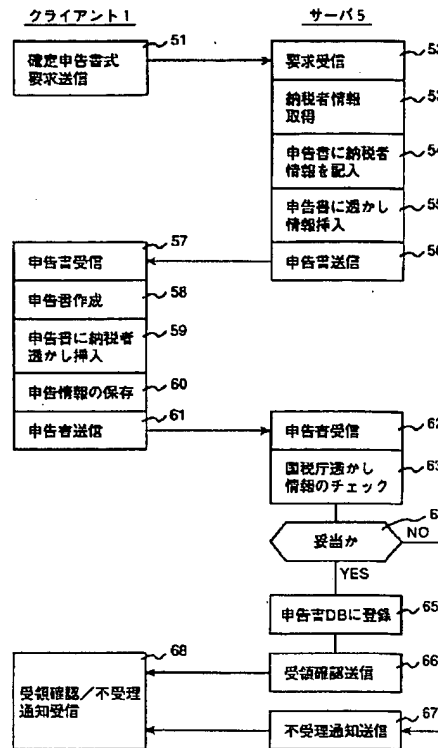 クライアント1
サーバ5
51
確定申告書式
要求送信
52
要求受信
53
納税者情報
取得
54
申告書に納税者
情報を記入
55
申告書に透かし
情報挿入
56
申告書送信
57
申告書受信
58
申告書作成
59
申告書に納税者
透かし挿入
60
申告情報の保存
61
申告者送信
62
申告者受信
63
国税庁透かし
情報のチェック
妥当か
NO
YES
65
申告書DBに登録
66
受領確認送信
67
不受理通知送信
68
受領確認/不受理
通知受信